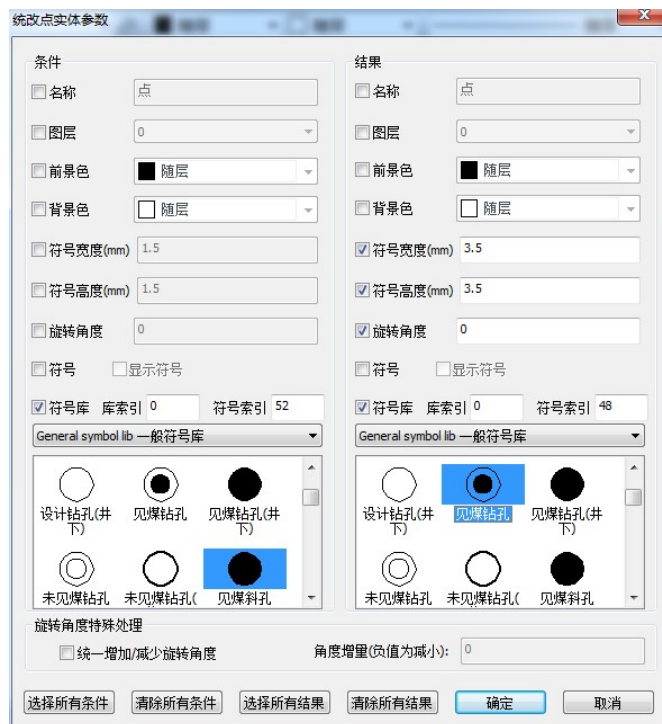 统改点实体参数
条件
名称 点
图层 0
前景色 随层
背景色 随层
符号宽度(mm) 1.5
符号高度(mm) 1.5
旋转角度 0
符号 显示符号
符号库 库索引 0 符号索引 52
General symbol lib 一般符号库
设计钻孔(井下) 见煤钻孔 见煤钻孔(井下)
未见煤钻孔 未见煤钻孔( 见煤斜孔
结果
名称 点
图层 0
前景色 随层
背景色 随层
符号宽度(mm) 3.5
符号高度(mm) 3.5
旋转角度 0
符号 显示符号
符号库 库索引 0 符号索引 48
General symbol lib 一般符号库
设计钻孔(井下) 见煤钻孔 见煤钻孔(井下)
未见煤钻孔 未见煤钻孔( 见煤斜孔
旋转角度特殊处理
统一增加/减少旋转角度 角度增量(负值为减小): 0
选择所有条件 清除所有条件 选择所有结果 清除所有结果 确定 取消